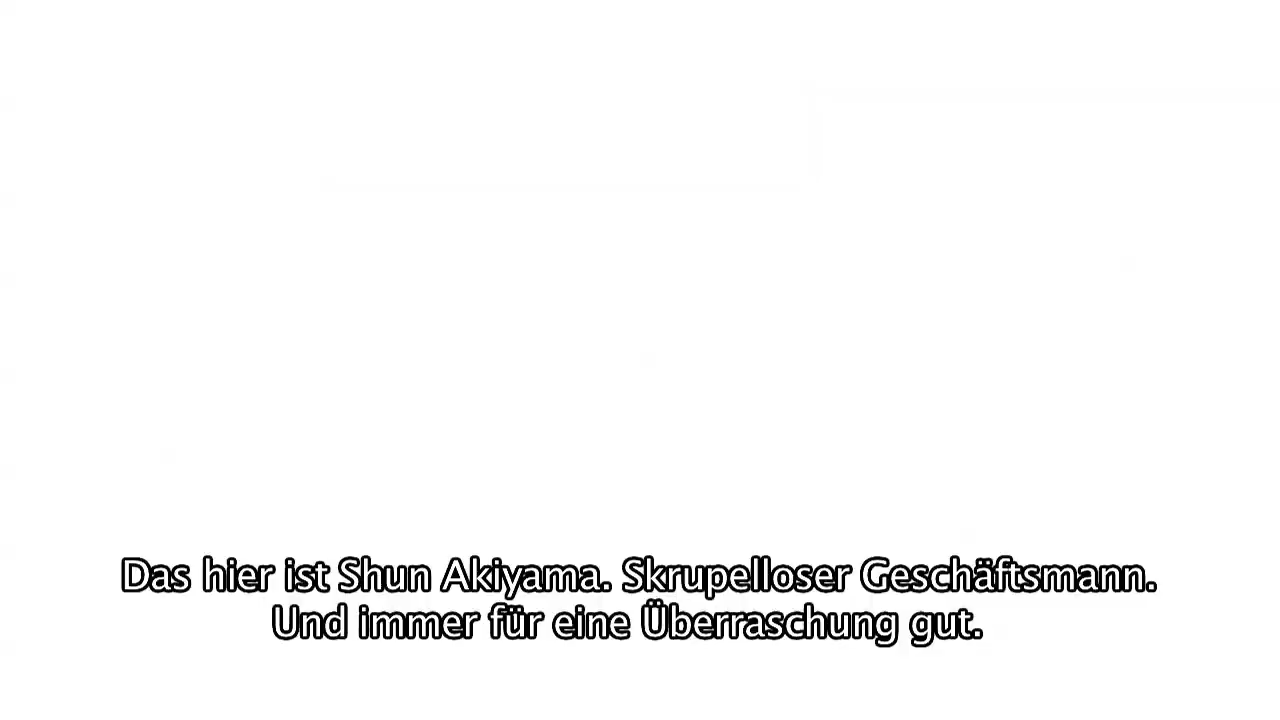 Das hier ist Shun Akiyama. Skrupelloser Geschäftsmann.
Und immer für eine Überraschung gut.